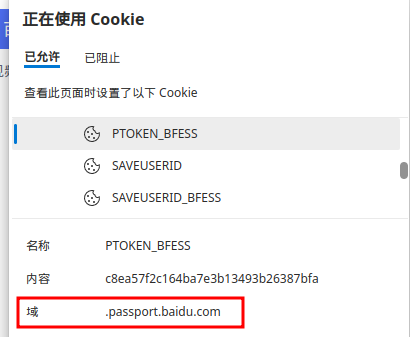 正在使用 Cookie
已允许 已阻止
查看此页面时设置了以下 Cookie
PTOKEN_BFESS
SAVEUSERID
SAVEUSERID_BFESS
名称 PTOKEN_BFESS
内容 c8ea57f2c164ba7e3b13493b26387bfa
域 .passport.baidu.com